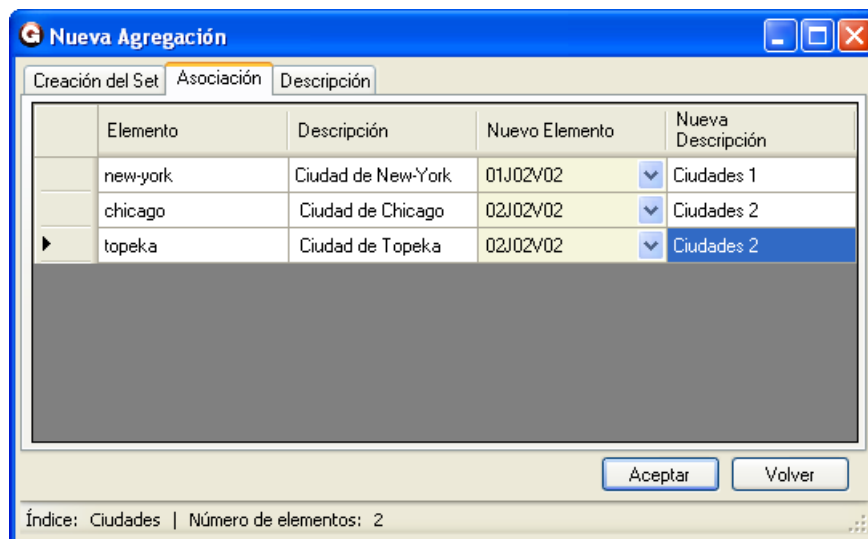 Nueva Agregación
Creación del Set Asociación Descripción
Elemento Descripción Nuevo Elemento Nueva Descripción
new-york Ciudad de New-York 01J02V02 Ciudades 1
chicago Ciudad de Chicago 02J02V02 Ciudades 2
topeka Ciudad de Topeka 02J02V02 Ciudades 2
Aceptar Volver
Índice: Ciudades | Número de elementos: 2